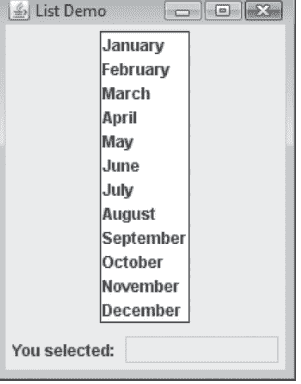 List Demo
January
February
March
April
May
June
July
August
September
October
November
December
You selected: